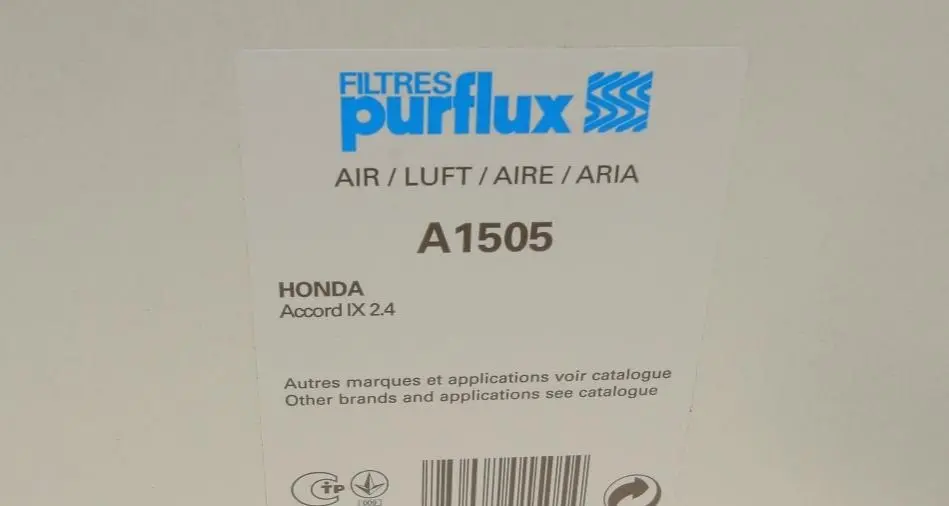 FILTRES
purflux
AIR / LUFT / AIRE / ARIA
A1505
HONDA
Accord IX 2.4
Autres marques et applications voir catalogue
Other brands and applications see catalogue
TP